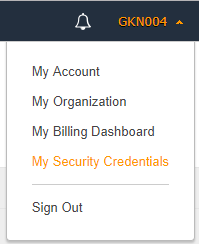 GKN004
My Account
My Organization
My Billing Dashboard
My Security Credentials
Sign Out